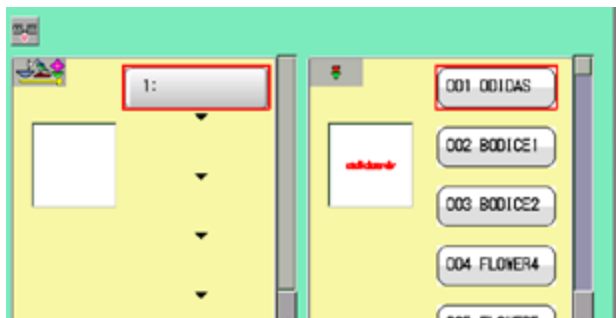 1:
001 ODIDAS
002 BODICE1
003 BODICE2
004 FLOWER4